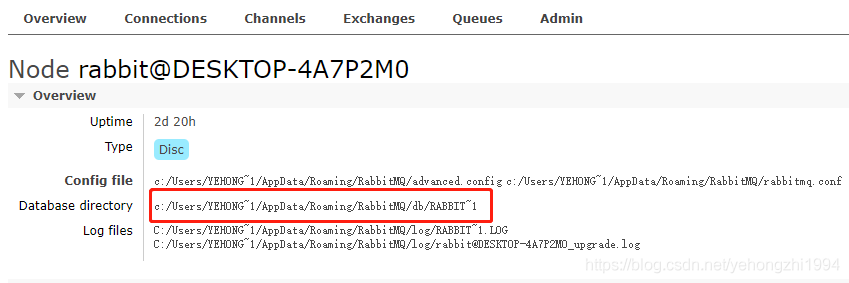 Overview Connections Channels Exchanges Queues Admin
Node rabbit@DESKTOP-4A7P2M0
Overview
Uptime 2d 20h
Type Disc
Config file c:/Users/YEHONG~1/AppData/Roaming/RabbitMQ/advanced.config c:/Users/YEHONG~1/AppData/Roaming/RabbitMQ/rabbitmq.conf
Database directory c:/Users/YEHONG~1/AppData/Roaming/RabbitMQ/db/RABBIT~1
Log files C:/Users/YEHONG~1/AppData/Roaming/RabbitMQ/log/RABBIT~1.LOG
C:/Users/YEHONG~1/AppData/Roaming/RabbitMQ/log/rabbit@DESKTOP-4A7P2M0_upgrade.log
https://blog.csdn.net/yehongzhi1994